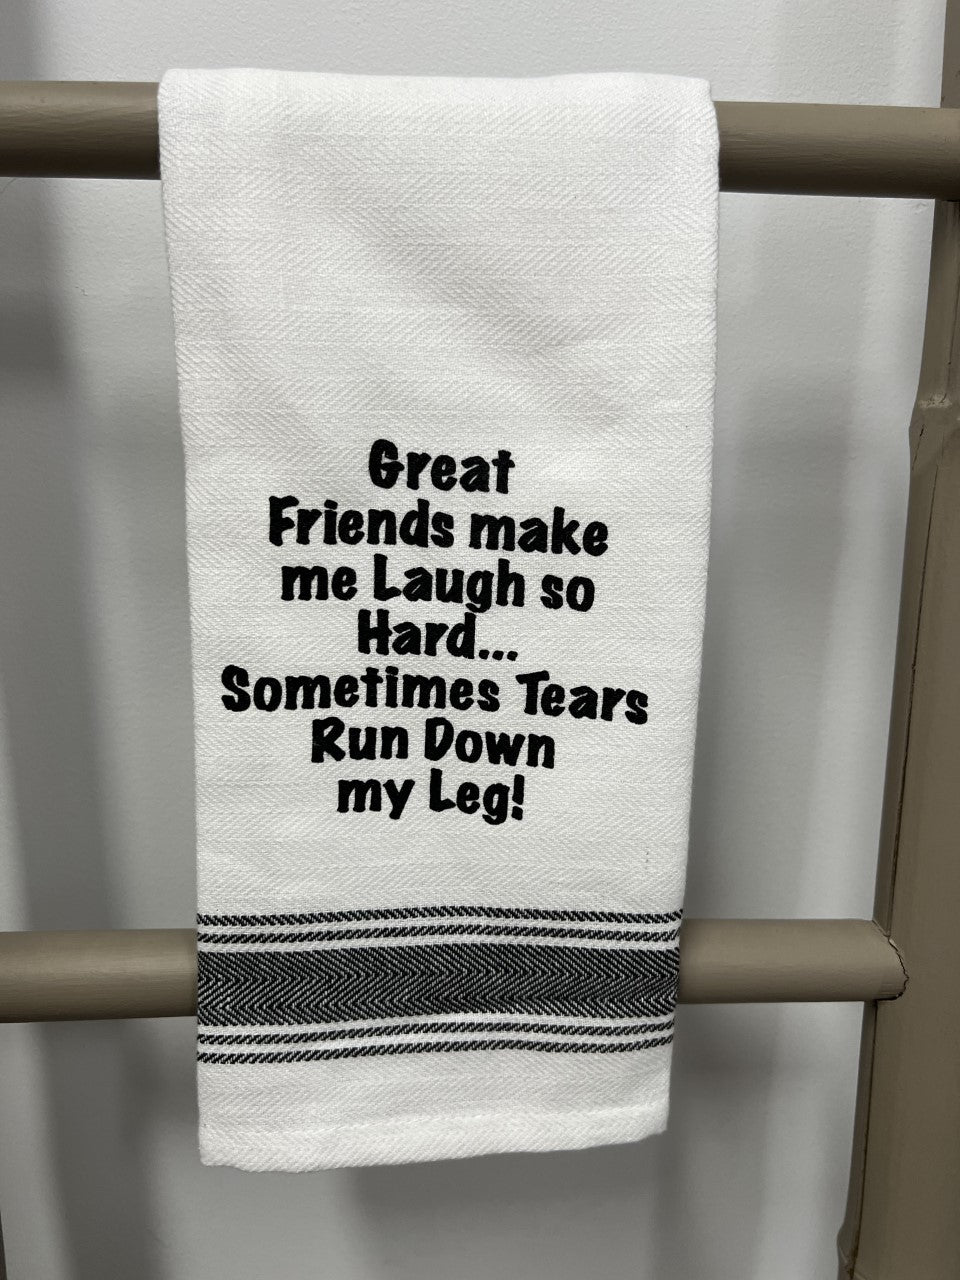 Great
Friends make
me Laugh so
Hard...
Sometimes Tears
Run Down
my Leg!